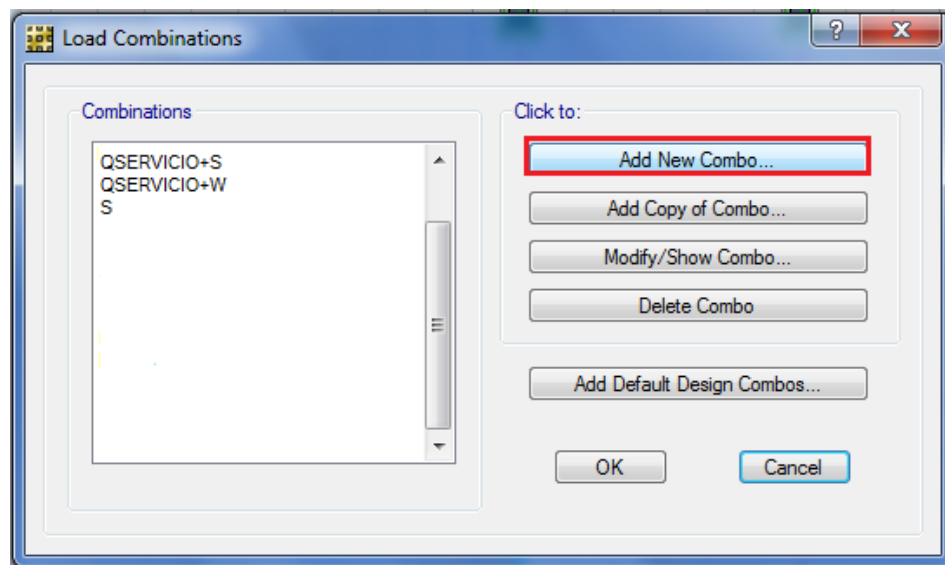 Load Combinations
Combinations
QSERVICIO+S
QSERVICIO+W
S
Click to:
Add New Combo...
Add Copy of Combo...
Modify/Show Combo...
Delete Combo
Add Default Design Combos...
OK
Cancel